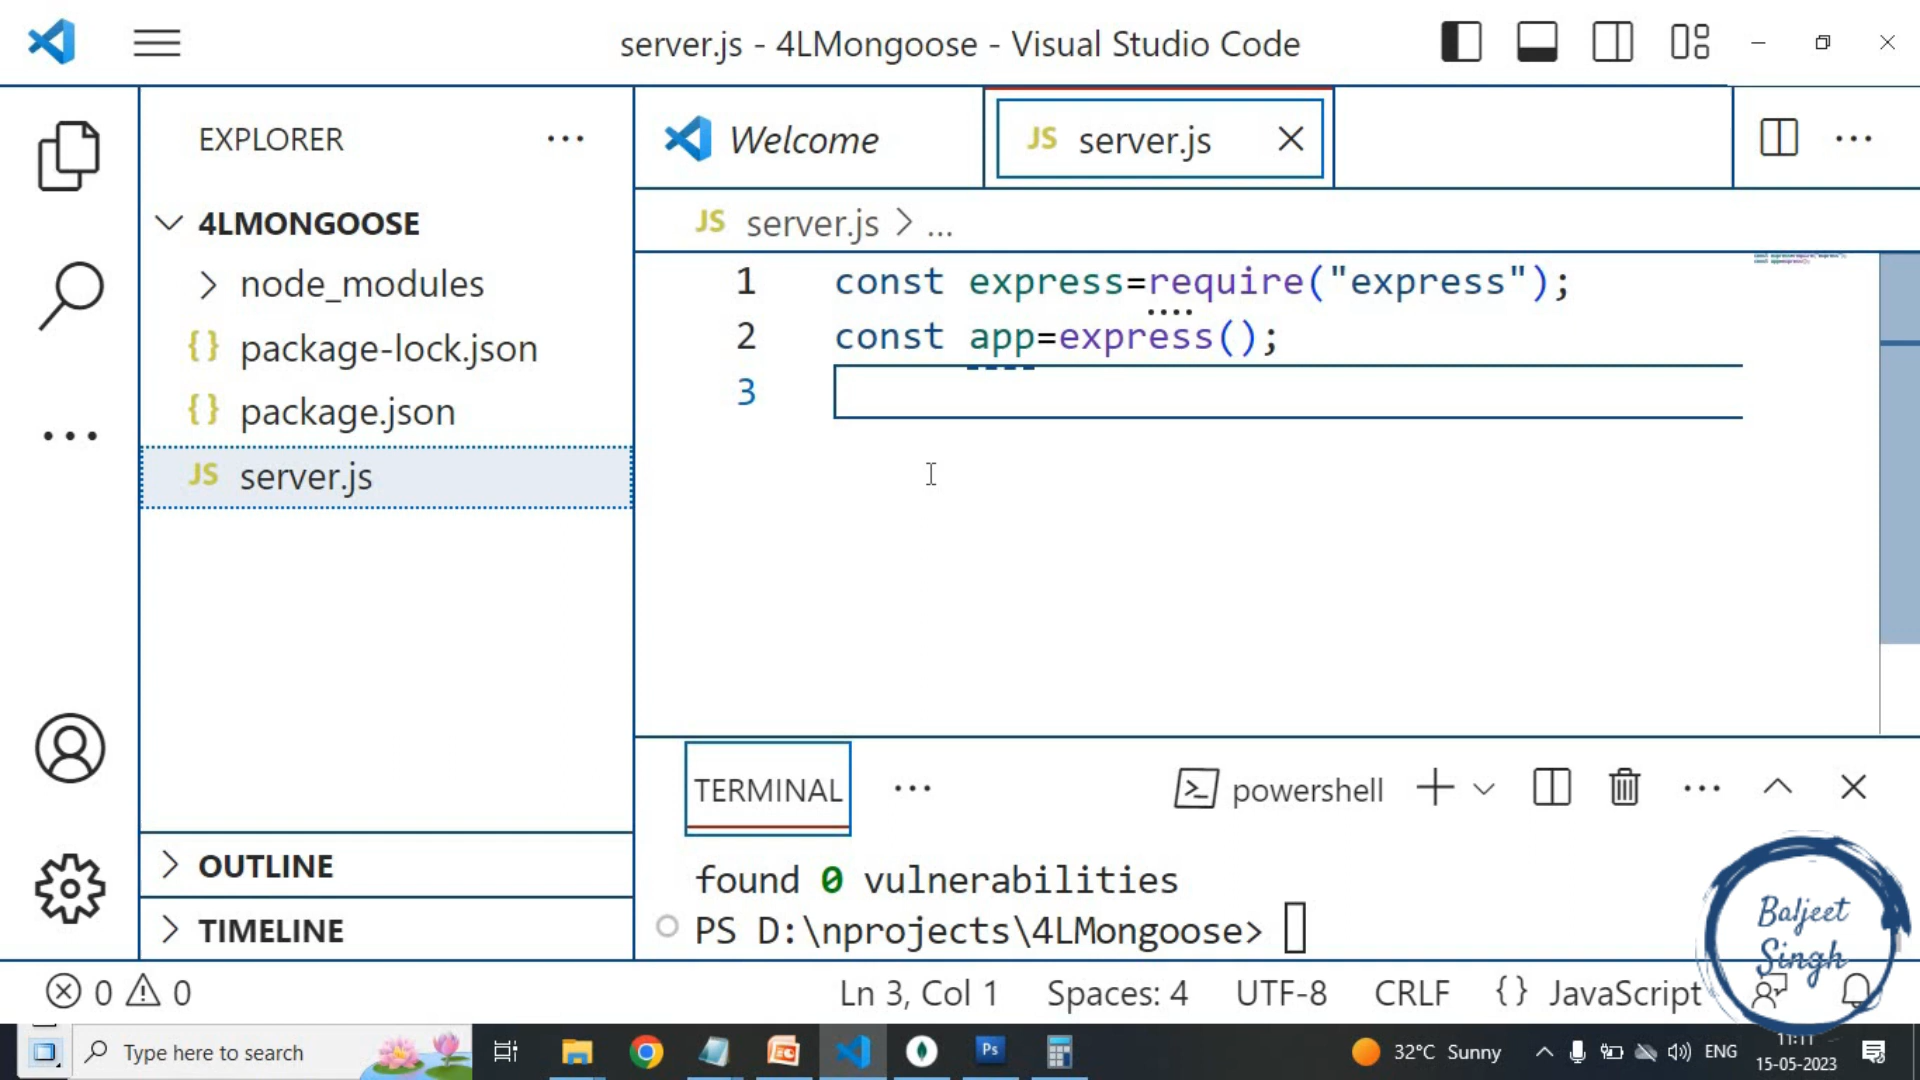 server.js - 4LMongoose - Visual Studio Code
EXPLORER
4LMONGOOSE
node_modules
{} package-lock.json
{} package.json
JS server.js
OUTLINE
TIMELINE
Welcome
JS server.js
JS server.js > ...
1 const express=require("express");
2 const app=express();
3
TERMINAL
powershell
found 0 vulnerabilities
PS D:\nprojects\4LMongoose>
Baljeet
Singh
0 0
Ln 3, Col 1 Spaces: 4 UTF-8 CRLF {} JavaScript
Type here to search
Ps
32°C Sunny
ENG
11:11
15-05-2023